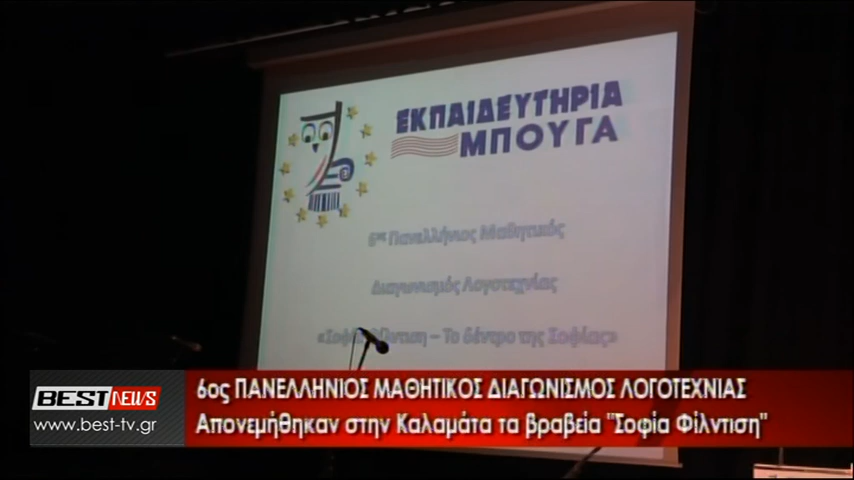 ΕΚΠΑΙΔΕΥΤΗΡΙΑ
ΜΠΟΥΓΑ
6ος Πανελλήνιος Μαθητικός
Διαγωνισμός Λογοτεχνίας
«Σοφία Φίλντιση – Το δέντρο της Σοφίας»
BEST NEWS
www.best-tv.gr
6ος ΠΑΝΕΛΛΗΝΙΟΣ ΜΑΘΗΤΙΚΟΣ ΔΙΑΓΩΝΙΣΜΟΣ ΛΟΓΟΤΕΧΝΙΑΣ
Απονεμήθηκαν στην Καλαμάτα τα βραβεία "Σοφία Φίλντιση"